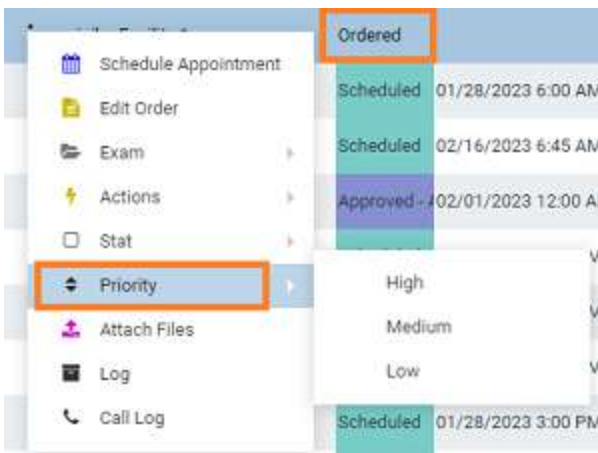 Ordered
Schedule Appointment
Scheduled 01/28/2023 6:00 AM
Edit Order
Exam
Scheduled 02/16/2023 6:45 AM
Actions
Approved - 02/01/2023 12:00 A
Stat
Priority
High
Medium
Attach Files
Low
Log
Call Log
Scheduled 01/28/2023 3:00 PM